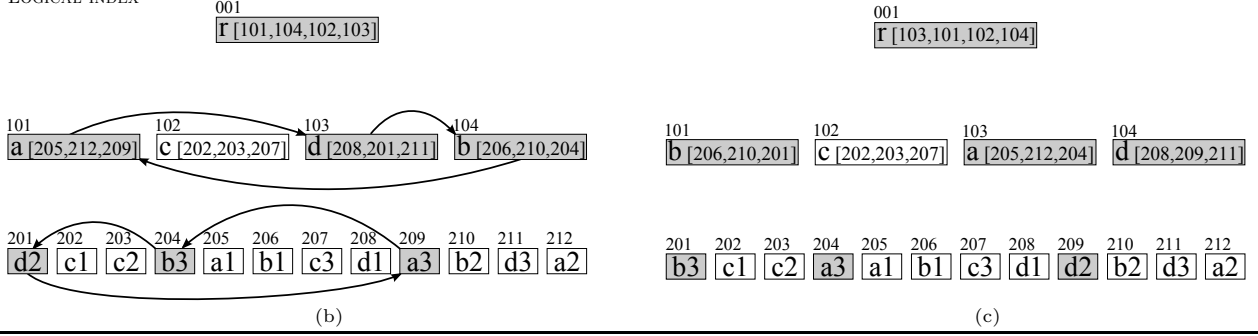 LOGICAL INDEX
001
r [101,104,102,103]
101 102 103 104
a [205,212,209] c [202,203,207] d [208,201,211] b [206,210,204]
201 202 203 204 205 206 207 208 209 210 211 212
d2 c1 c2 b3 a1 b1 c3 d1 a3 b2 d3 a2
(b)
001
r [103,101,102,104]
101 102 103 104
b [206,210,201] c [202,203,207] a [205,212,204] d [208,209,211]
201 202 203 204 205 206 207 208 209 210 211 212
b3 c1 c2 a3 a1 b1 c3 d1 d2 b2 d3 a2
(c)